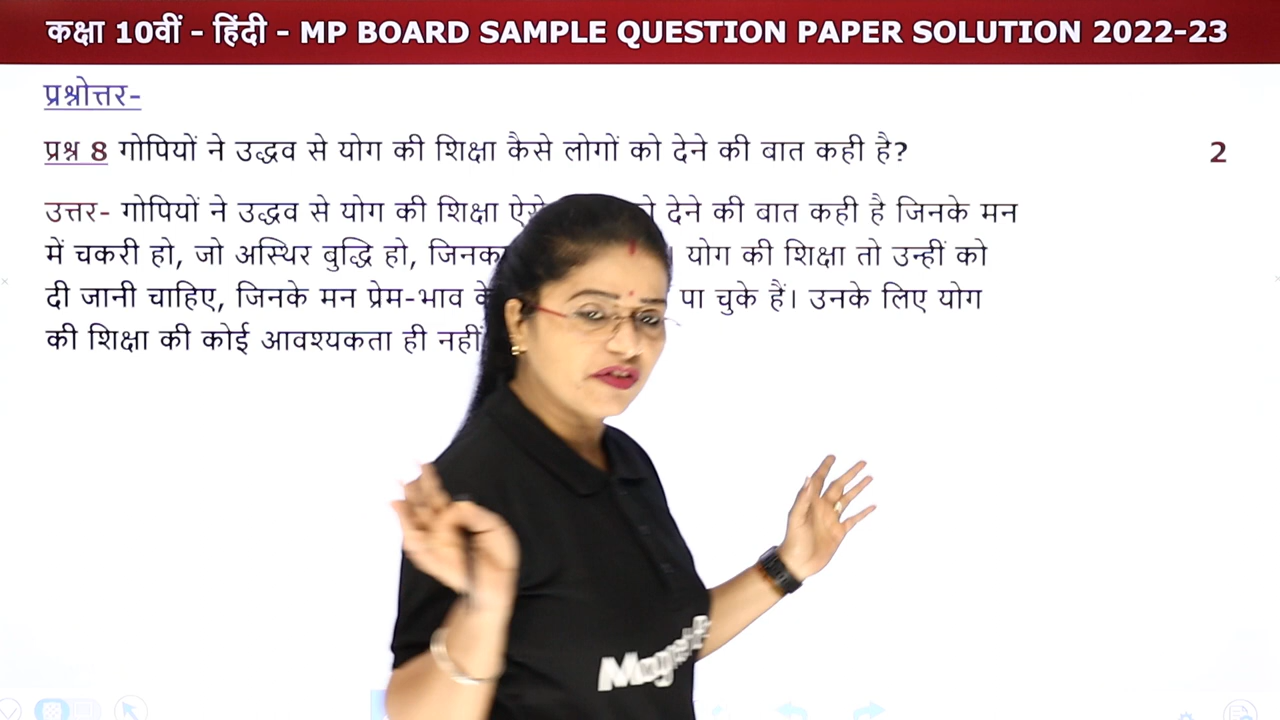 कक्षा 10वीं - हिंदी - MP BOARD SAMPLE QUESTION PAPER SOLUTION 2022-23
प्रश्नोत्तर-
प्रश्न 8 गोपियों ने उद्धव से योग की शिक्षा कैसे लोगों को देने की बात कही है? 2
उत्तर- गोपियों ने उद्धव से योग की शिक्षा देने की बात कही है जिनके मन
में चकरी हो, जो अस्थिर बुद्धि हो, योग की शिक्षा तो उन्हीं को
दी जानी चाहिए, जिनके मन प्रेम-भाव पा चुके हैं। उनके लिए योग
की शिक्षा की कोई आवश्यकता ही नहीं